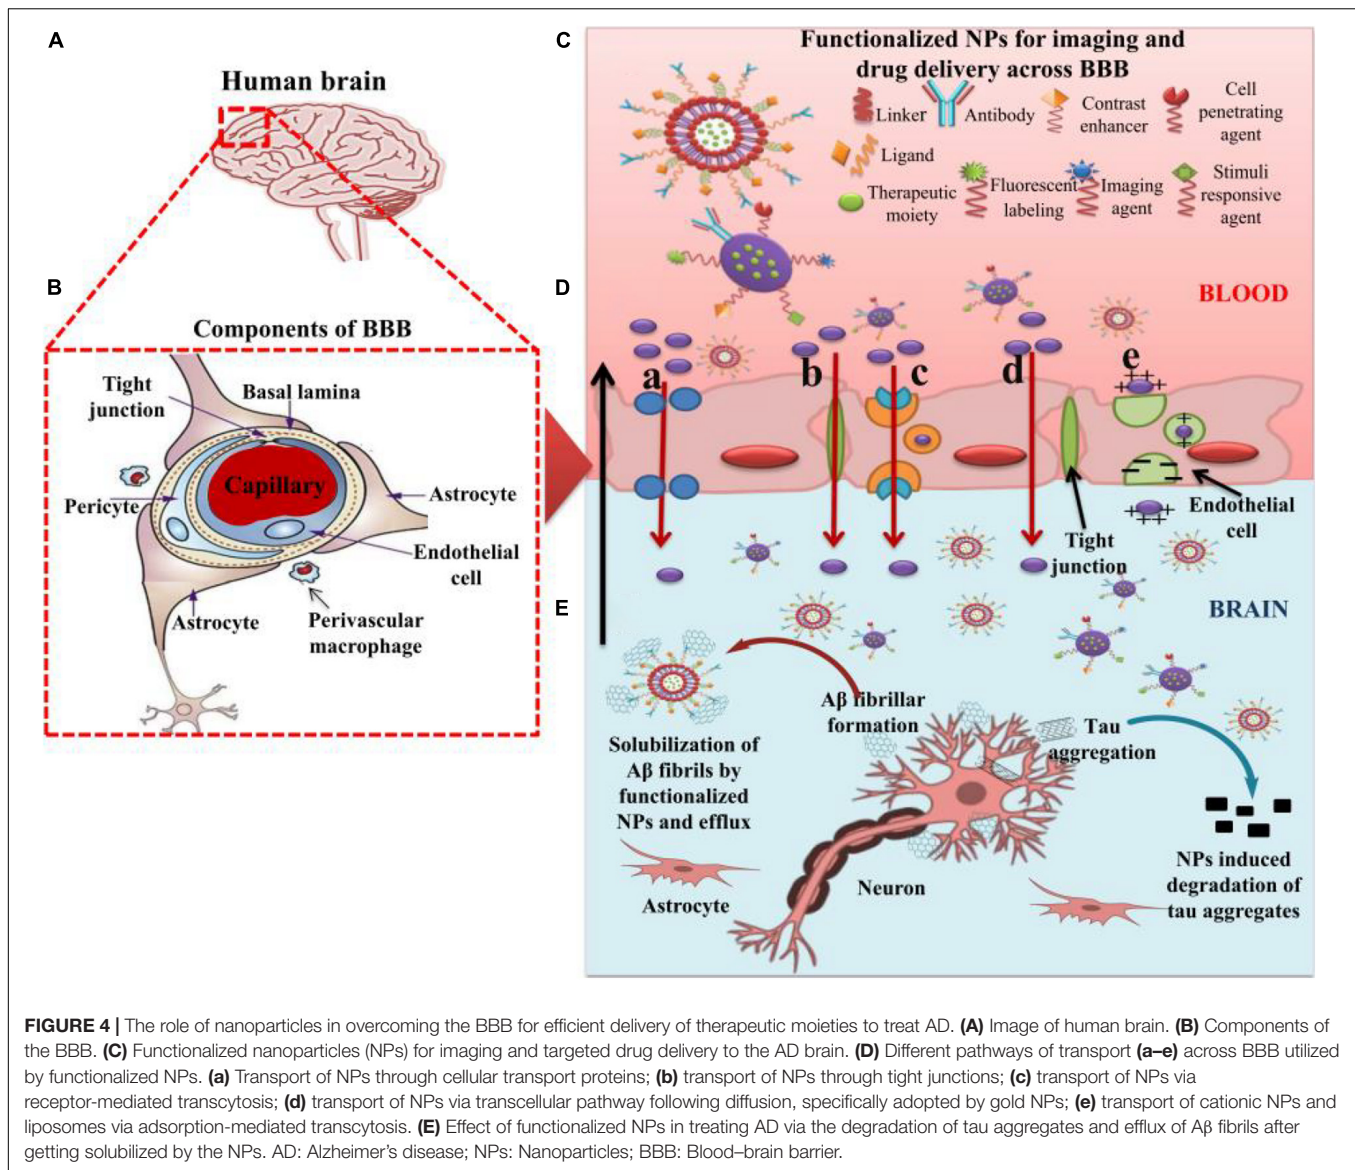 A
Human brain
B
Components of BBB
Tight
junction
Basal lamina
Capillary
Pericyte
Astrocyte
Endothelial
cell
Astrocyte
Perivascular
macrophage
C
Functionalized NPs for imaging and
drug delivery across BBB
Linker
Antibody
Contrast
enhancer
Cell
penetrating
agent
Ligand
Therapeutic
moiety
Fluorescent
labeling
Imaging
agent
Stimuli
responsive
agent
D
BLOOD
a
b
c
d
e
++
++
+
+
++
++
Tight
junction
Endothelial
cell
E
BRAIN
Aβ fibrillar
formation
Tau
aggregation
Solubilization of
Aβ fibrils by
functionalized
NPs and efflux
Astrocyte
Neuron
NPs induced
degradation of
tau aggregates
FIGURE 4 | The role of nanoparticles in overcoming the BBB for efficient delivery of therapeutic moieties to treat AD. (A) Image of human brain. (B) Components of
the BBB. (C) Functionalized nanoparticles (NPs) for imaging and targeted drug delivery to the AD brain. (D) Different pathways of transport (a–e) across BBB utilized
by functionalized NPs. (a) Transport of NPs through cellular transport proteins; (b) transport of NPs through tight junctions; (c) transport of NPs via
receptor-mediated transcytosis; (d) transport of NPs via transcellular pathway following diffusion, specifically adopted by gold NPs; (e) transport of cationic NPs and
liposomes via adsorption-mediated transcytosis. (E) Effect of functionalized NPs in treating AD via the degradation of tau aggregates and efflux of Aβ fibrils after
getting solubilized by the NPs. AD: Alzheimer's disease; NPs: Nanoparticles; BBB: Blood–brain barrier.